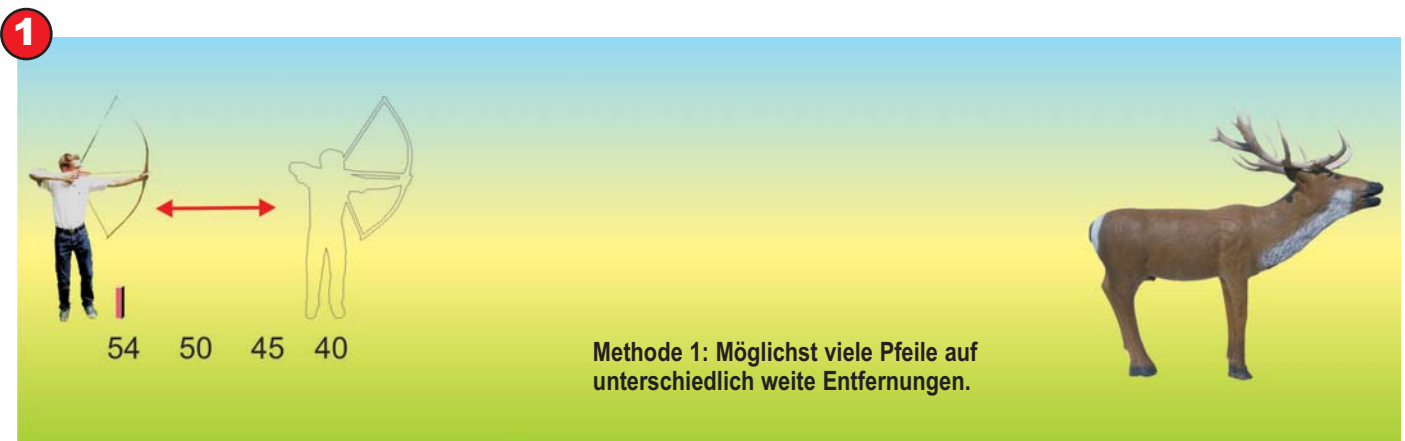 1
54 50 45 40
Methode 1: Möglichst viele Pfeile auf
unterschiedlich weite Entfernungen.